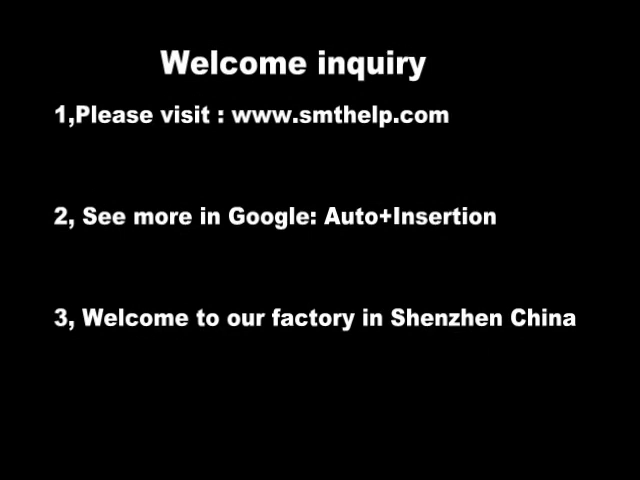 Welcome inquiry
1,Please visit : www.smthelp.com
2, See more in Google: Auto+Insertion
3, Welcome to our factory in Shenzhen China